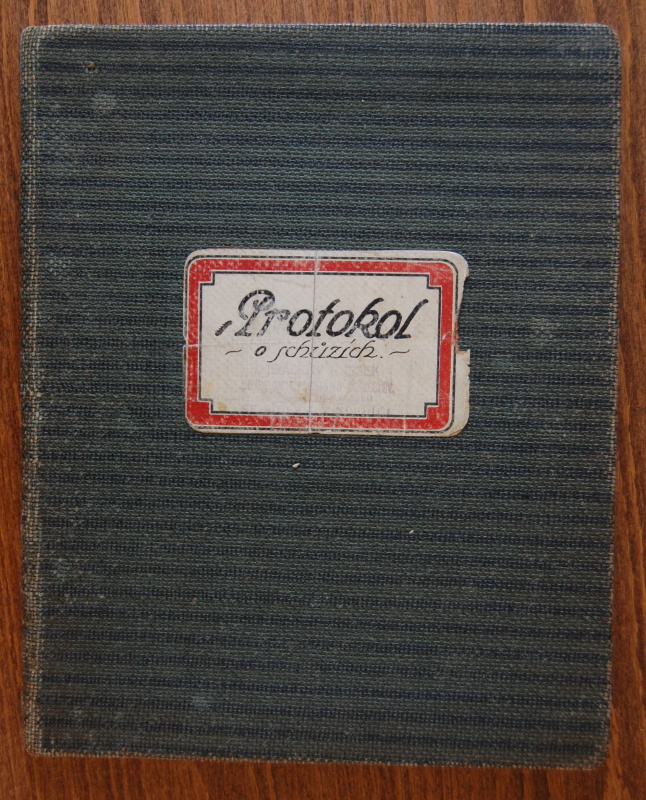 Protokol
~ o schůzích. ~